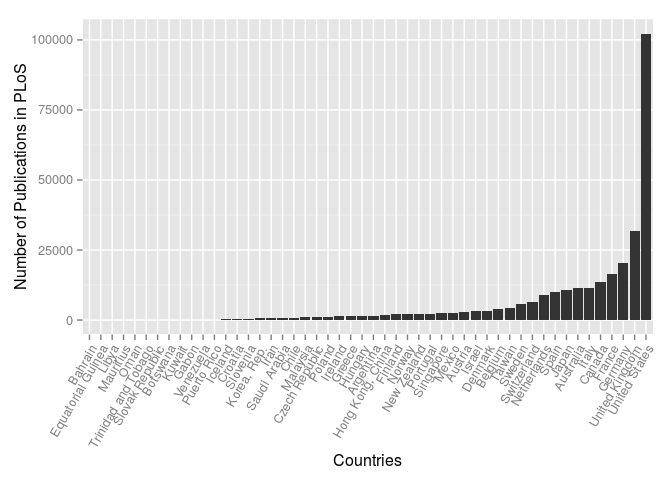 100000
75000
50000
25000
0
Number of Publications in PLoS
Bahrain
Equatorial Guinea
Libya
Mauritius
Oman
Trinidad and Tobago
Slovak Republic
Botswana
Kuwait
Gabon
Venezuela
Puerto Rico
Iceland
Croatia
Slovenia
Korea, Rep.
Iran
Saudi Arabia
Chile
Malaysia
Czech Republic
Poland
Ireland
Greece
Hungary
Argentina
Hong Kong, China
Finland
Norway
New Zealand
Portugal
Singapore
Mexico
Austria
Israel
Denmark
Belgium
Taiwan
Sweden
Switzerland
Netherlands
Spain
Japan
Australia
Italy
Canada
France
Germany
United Kingdom
United States
Countries